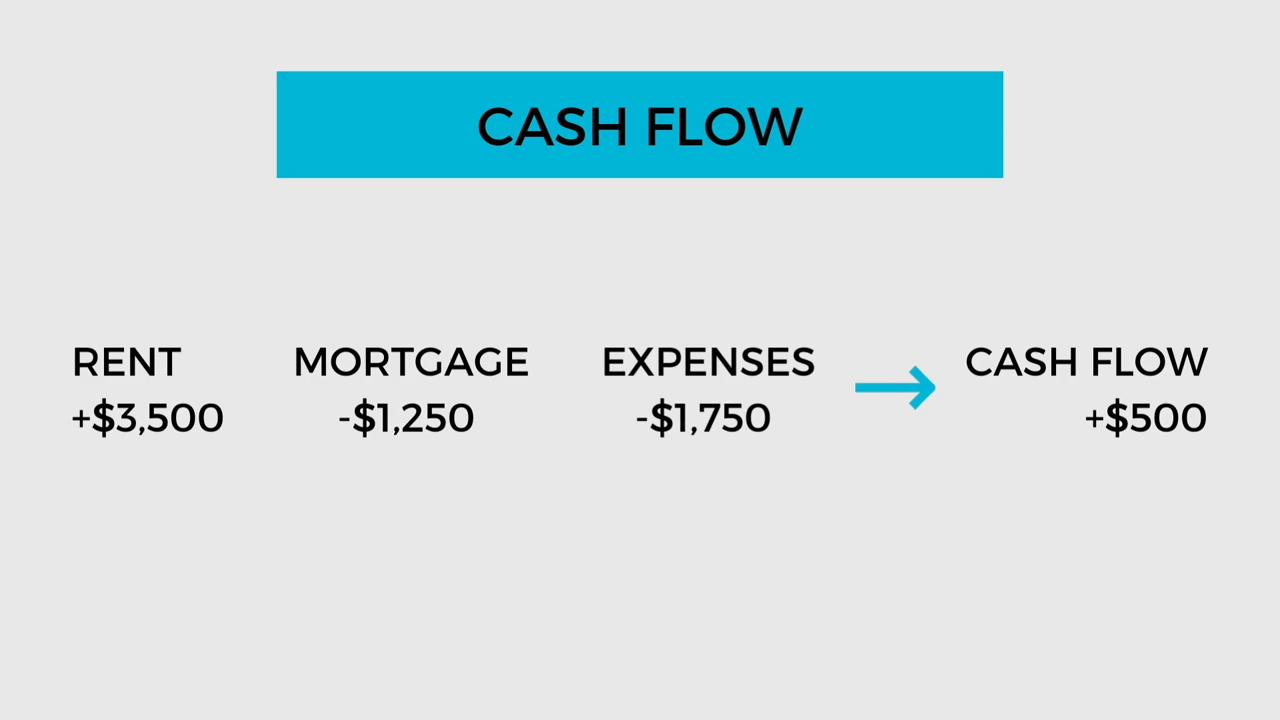 CASH FLOW
RENT MORTGAGE EXPENSES → CASH FLOW
+$3,500 -$1,250 -$1,750 +$500